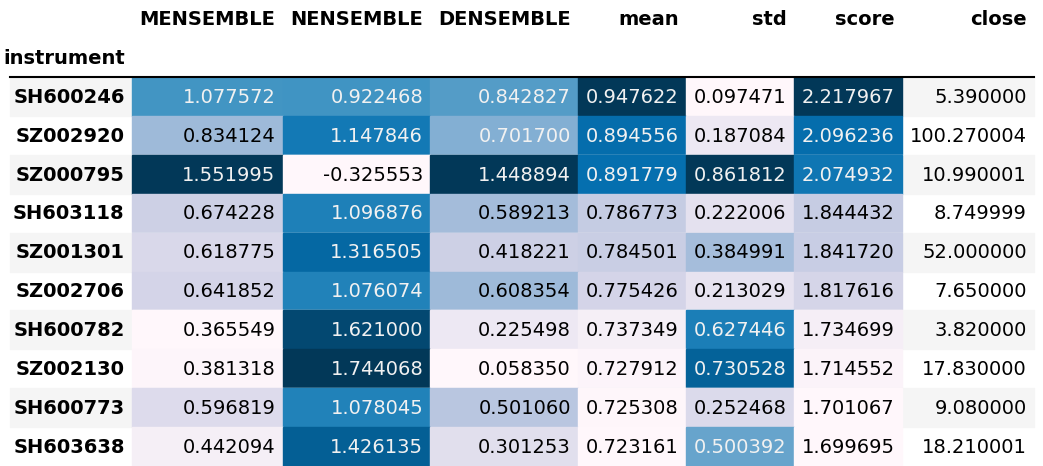 MENSEMBLE NENSEMBLE DENSEMBLE mean std score close
instrument
SH600246 1.077572 0.922468 0.842827 0.947622 0.097471 2.217967 5.390000
SZ002920 0.834124 1.147846 0.701700 0.894556 0.187084 2.096236 100.270004
SZ000795 1.551995 -0.325553 1.448894 0.891779 0.861812 2.074932 10.990001
SH603118 0.674228 1.096876 0.589213 0.786773 0.222006 1.844432 8.749999
SZ001301 0.618775 1.316505 0.418221 0.784501 0.384991 1.841720 52.000000
SZ002706 0.641852 1.076074 0.608354 0.775426 0.213029 1.817616 7.650000
SH600782 0.365549 1.621000 0.225498 0.737349 0.627446 1.734699 3.820000
SZ002130 0.381318 1.744068 0.058350 0.727912 0.730528 1.714552 17.830000
SH600773 0.596819 1.078045 0.501060 0.725308 0.252468 1.701067 9.080000
SH603638 0.442094 1.426135 0.301253 0.723161 0.500392 1.699695 18.210001